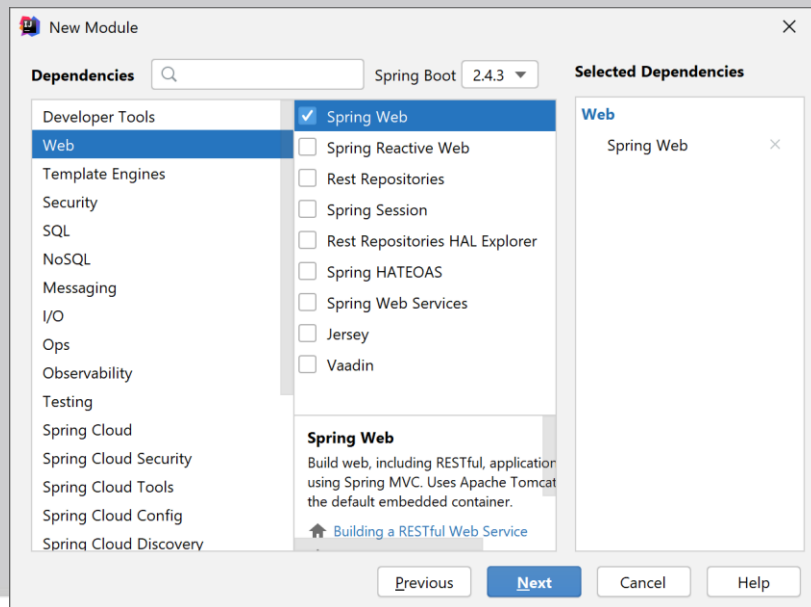 New Module
Dependencies
Spring Boot 2.4.3
Selected Dependencies
Developer Tools
Web
Template Engines
Security
SQL
NoSQL
Messaging
I/O
Ops
Observability
Testing
Spring Cloud
Spring Cloud Security
Spring Cloud Tools
Spring Cloud Config
Spring Cloud Discovery
Spring Web
Spring Reactive Web
Rest Repositories
Spring Session
Rest Repositories HAL Explorer
Spring HATEOAS
Spring Web Services
Jersey
Vaadin
Spring Web
Build web, including RESTful, application
using Spring MVC. Uses Apache Tomcat
the default embedded container.
Building a RESTful Web Service
Web
Spring Web
Previous
Next
Cancel
Help